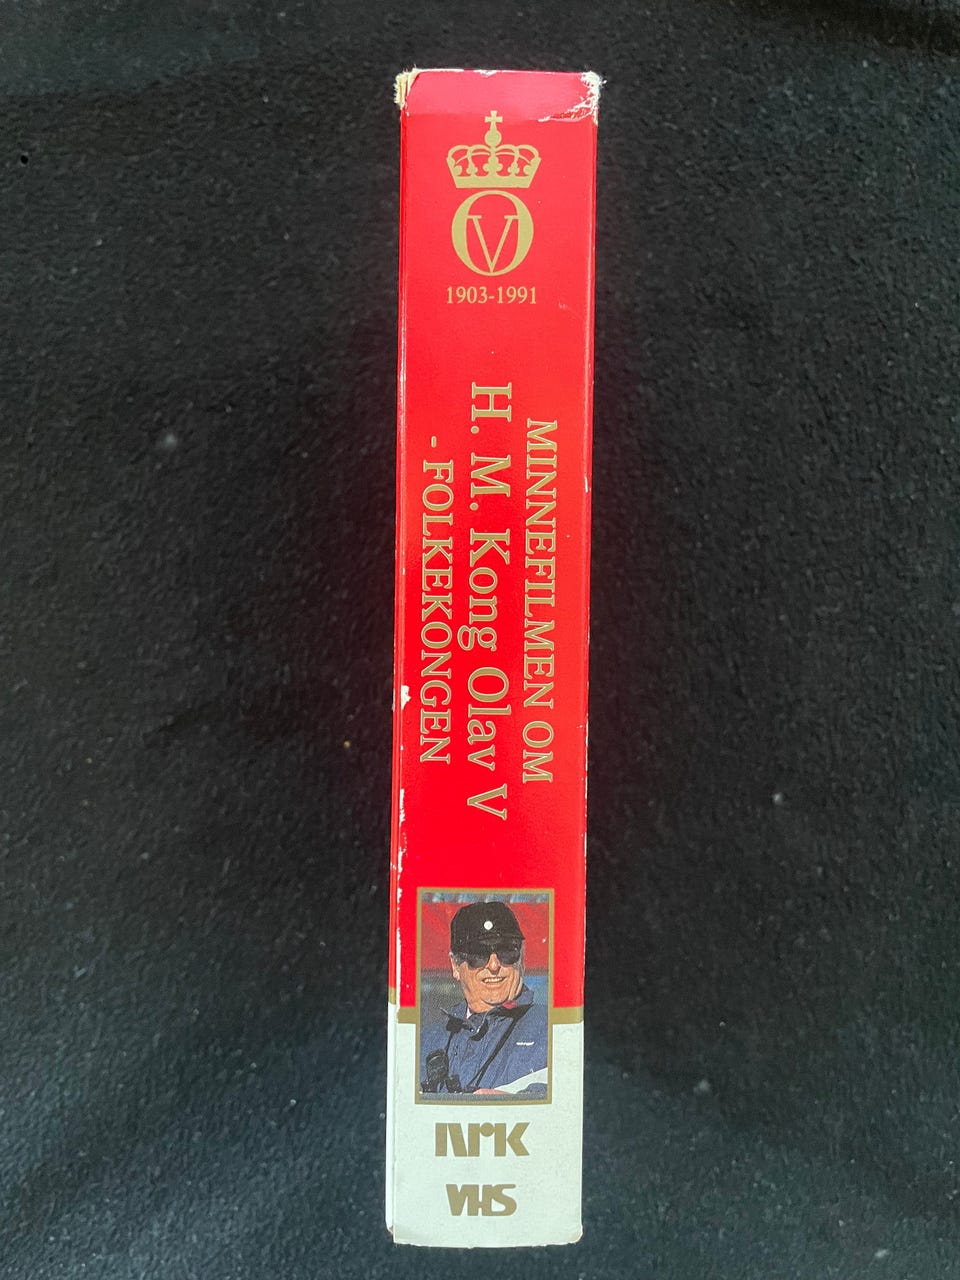 OV
1903-1991
MINNEFILMEN OM
H. M. Kong Olav V
- FOLKEKONGEN
NRK
VHS